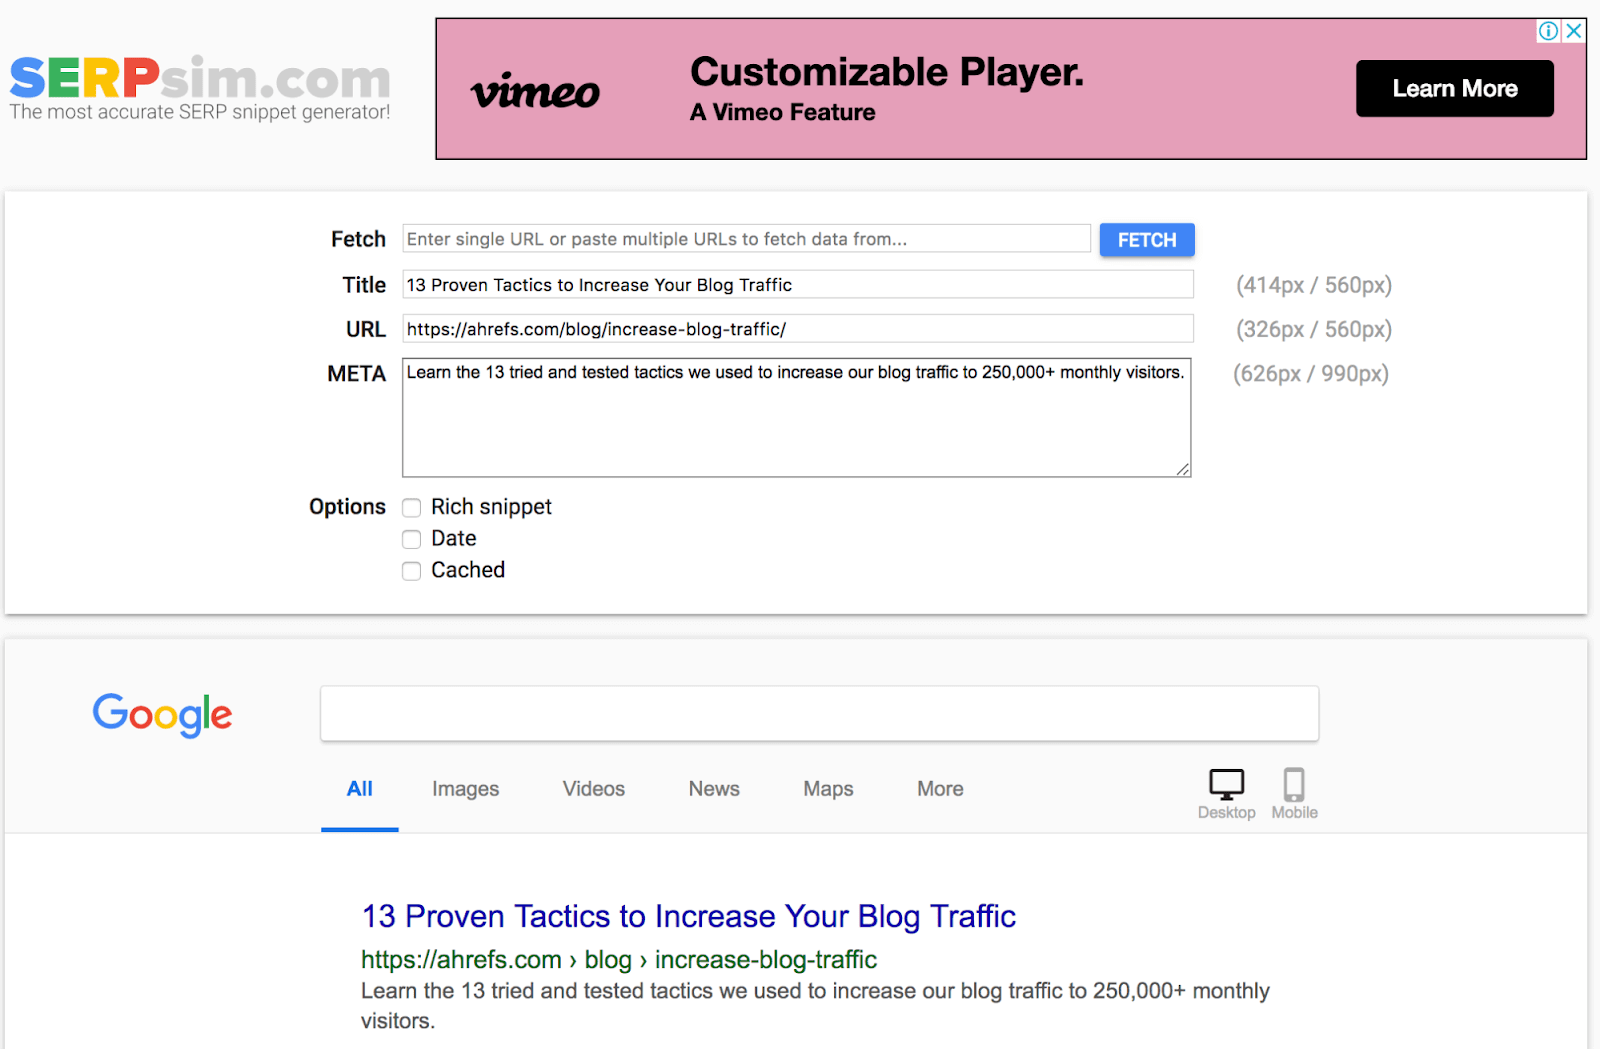 SERPsim.com
The most accurate SERP snippet generator!
vimeo
Customizable Player.
A Vimeo Feature
Learn More
Fetch Enter single URL or paste multiple URLs to fetch data from... FETCH
Title 13 Proven Tactics to Increase Your Blog Traffic (414px / 560px)
URL https://ahrefs.com/blog/increase-blog-traffic/ (326px / 560px)
META Learn the 13 tried and tested tactics we used to increase our blog traffic to 250,000+ monthly visitors. (626px / 990px)
Options Rich snippet
Date
Cached
Google
All Images Videos News Maps More Desktop Mobile
13 Proven Tactics to Increase Your Blog Traffic
https://ahrefs.com › blog › increase-blog-traffic
Learn the 13 tried and tested tactics we used to increase our blog traffic to 250,000+ monthly
visitors.